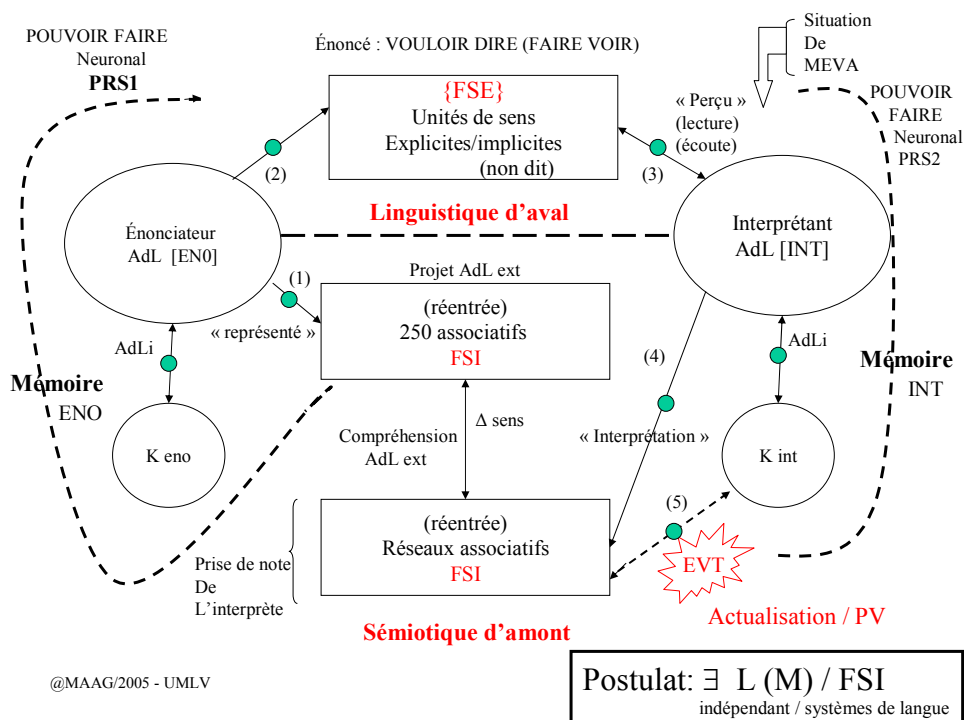 POUVOIR FAIRE
Neuronal
PRS1
Énoncé : VOULOIR DIRE (FAIRE VOIR)
Situation
De
MEVA
{FSE}
Unités de sens
Explicites/implicites
(non dit)
« Perçu »
(lecture)
(écoute)
POUVOIR
FAIRE
Neuronal
PRS2
(2)
(3)
Linguistique d’aval
Énonciateur
AdL [EN0]
Interprétant
AdL [INT]
(1)
Projet AdL ext
« représenté »
(réentrée)
250 associatifs
FSI
(4)
AdLi
AdLi
Mémoire
ENO
Mémoire
INT
K eno
Compréhension
AdL ext
Δ sens
« Interprétation »
K int
(5)
(réentrée)
Réseaux associatifs
FSI
EVT
Prise de note
De
L’interprète
Actualisation / PV
Sémiotique d’amont
@MAAG/2005 - UMLV
Postulat: ∃ L (M) / FSI
indépendant / systèmes de langue